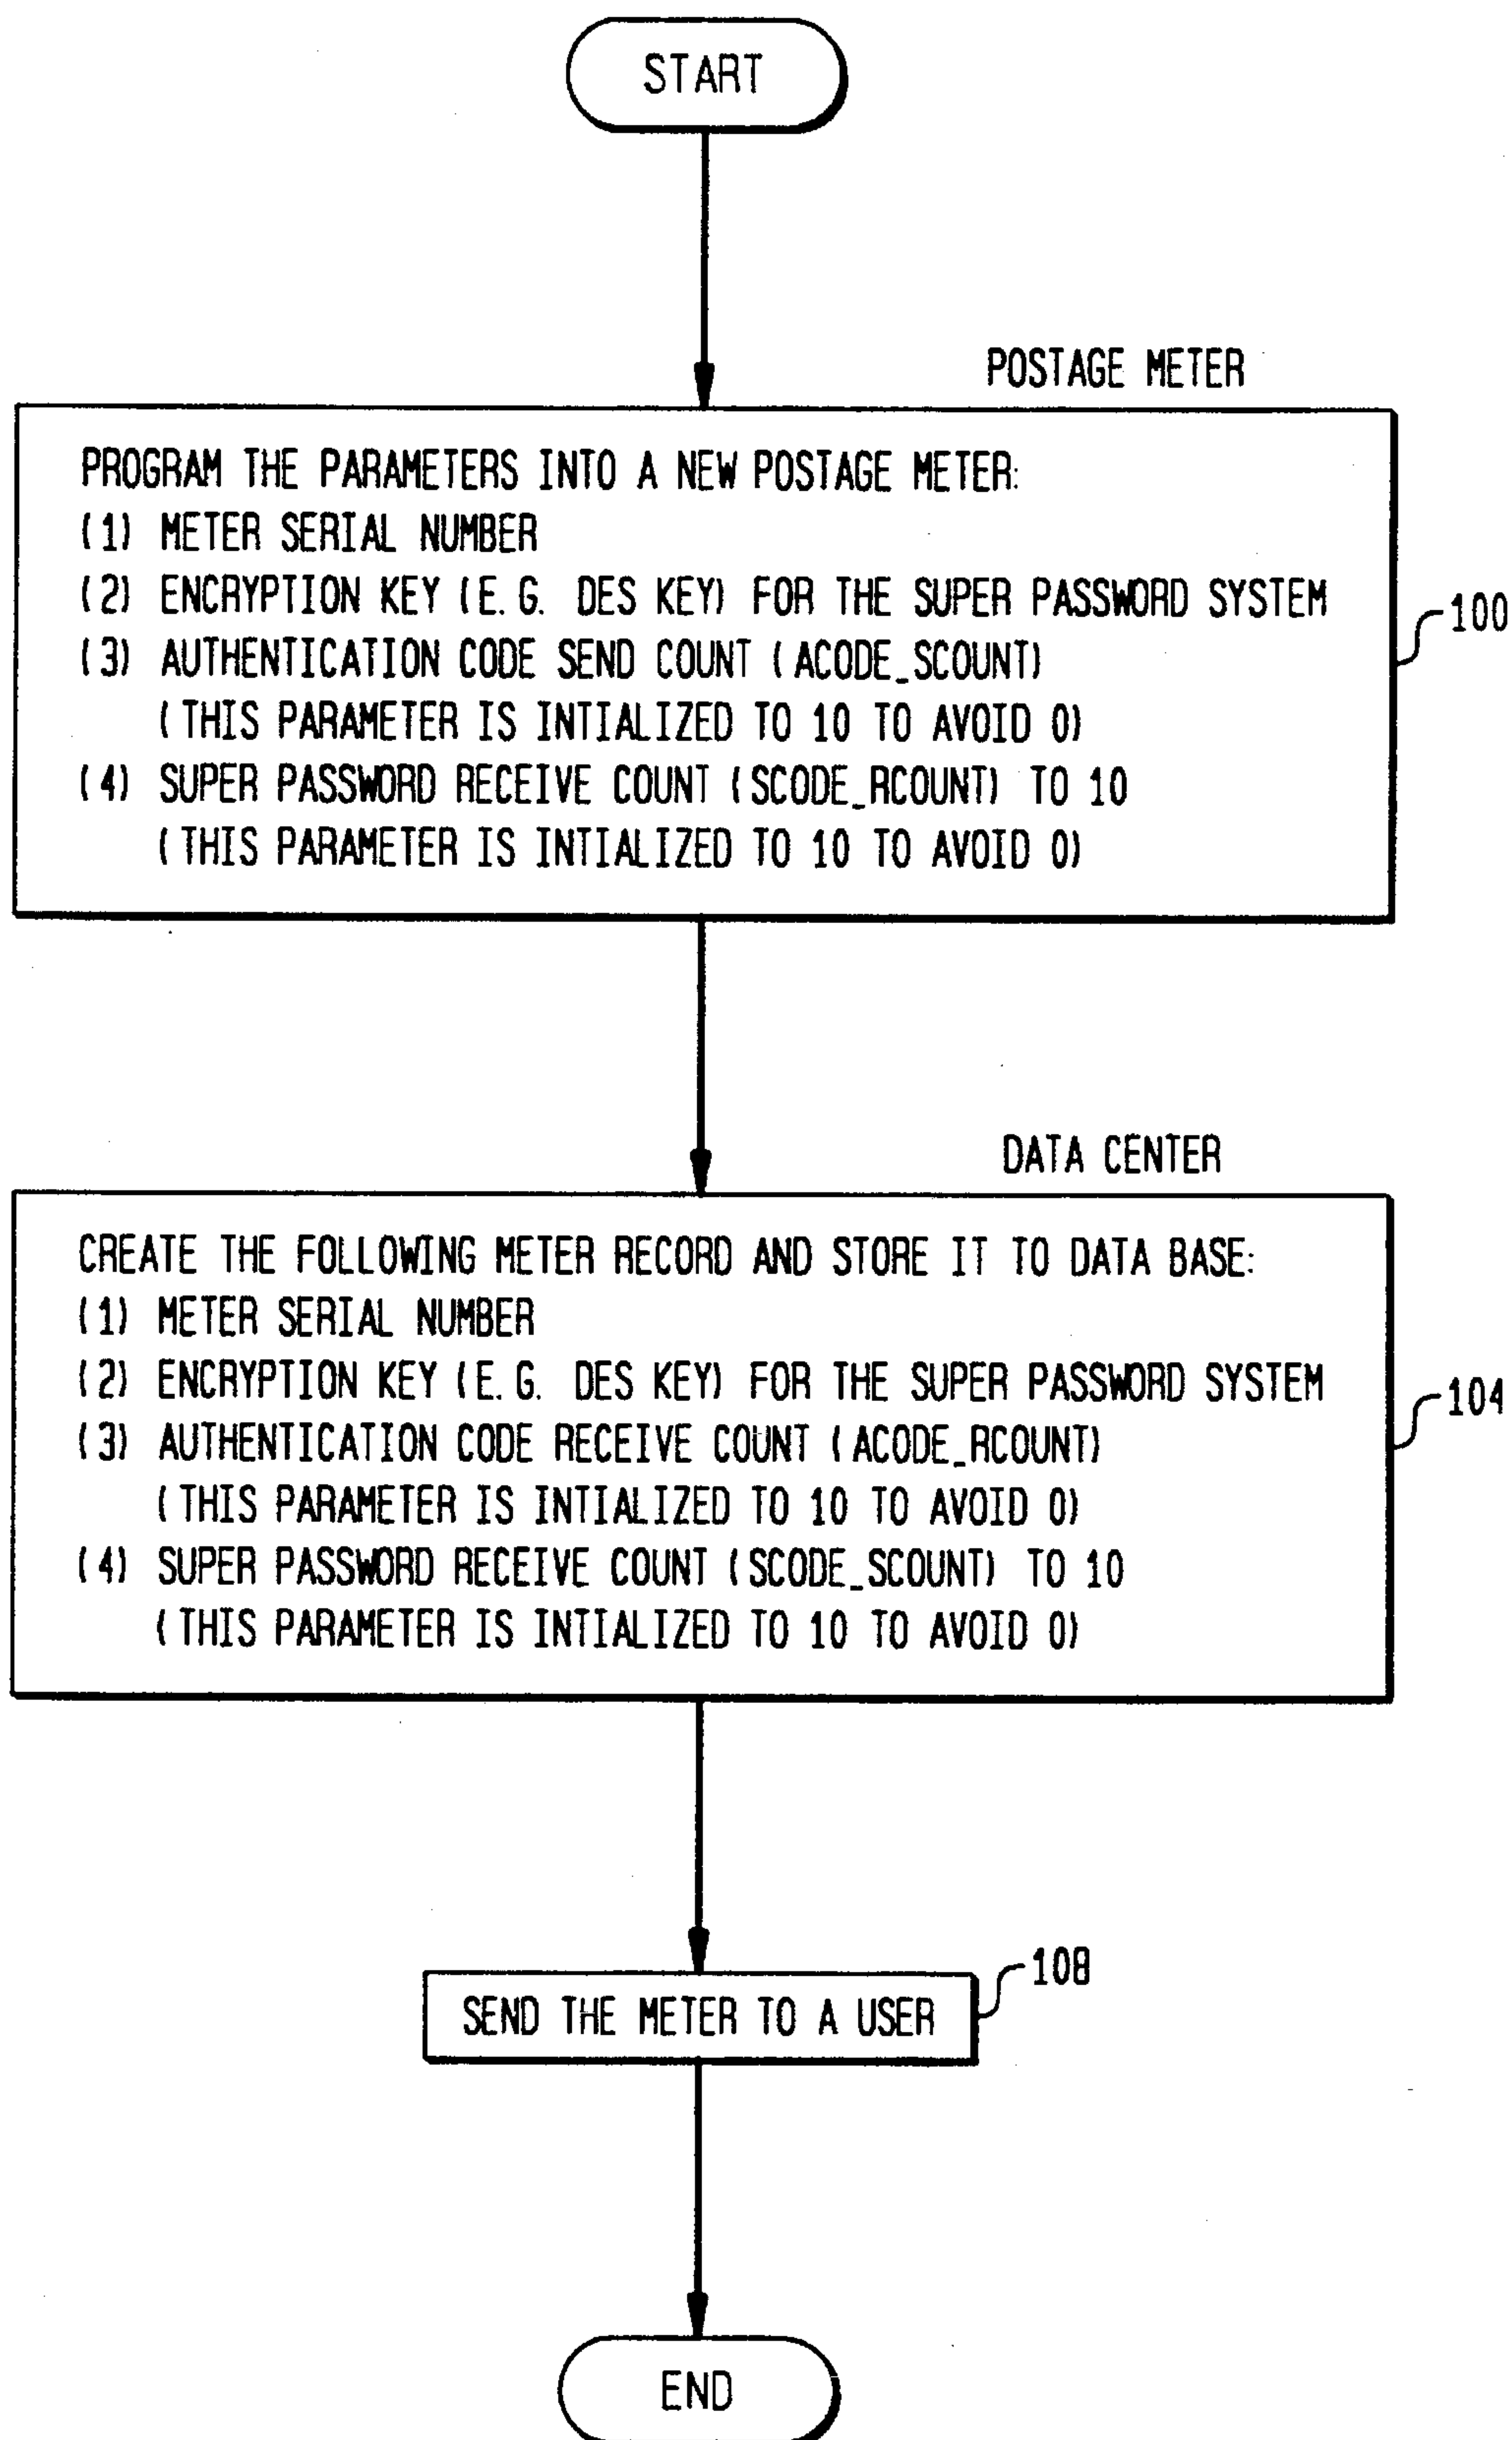 START
POSTAGE METER
PROGRAM THE PARAMETERS INTO A NEW POSTAGE METER:
(1) METER SERIAL NUMBER
(2) ENCRYPTION KEY (E.G. DES KEY) FOR THE SUPER PASSWORD SYSTEM
(3) AUTHENTICATION CODE SEND COUNT (ACODE_SCOUNT)
(THIS PARAMETER IS INTIALIZED TO 10 TO AVOID 0)
(4) SUPER PASSWORD RECEIVE COUNT (SCODE_RCOUNT) TO 10
(THIS PARAMETER IS INTIALIZED TO 10 TO AVOID 0)
100
DATA CENTER
CREATE THE FOLLOWING METER RECORD AND STORE IT TO DATA BASE:
(1) METER SERIAL NUMBER
(2) ENCRYPTION KEY (E.G. DES KEY) FOR THE SUPER PASSWORD SYSTEM
(3) AUTHENTICATION CODE RECEIVE COUNT (ACODE_RCOUNT)
(THIS PARAMETER IS INTIALIZED TO 10 TO AVOID 0)
(4) SUPER PASSWORD RECEIVE COUNT (SCODE_SCOUNT) TO 10
(THIS PARAMETER IS INTIALIZED TO 10 TO AVOID 0)
104
108
SEND THE METER TO A USER
END